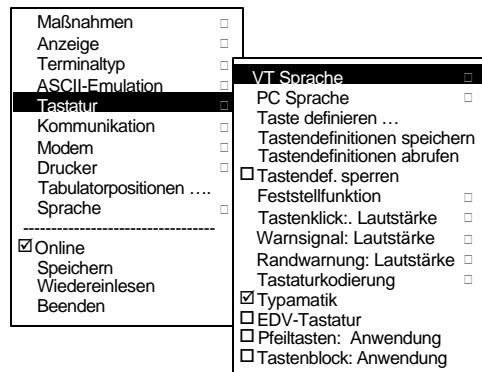 Maßnahmen
Anzeige
Terminaltyp
ASCII-Emulation
Tastatur
Kommunikation
Modem
Drucker
Tabulatorpositionen ….
Sprache
---------------------------------
☑Online
Speichern
Wiedereinlesen
Beenden
VT Sprache
PC Sprache
Taste definieren …
Tastendefinitionen speichern
Tastendefinitionen abrufen
☐ Tastendef. sperren
Feststellfunktion
Tastenklick:. Lautstärke
Warnsignal: Lautstärke
Randwarnung: Lautstärke
Tastaturkodierung
☑ Typamatik
☐ EDV-Tastatur
☐ Pfeiltasten: Anwendung
☐ Tastenblock: Anwendung